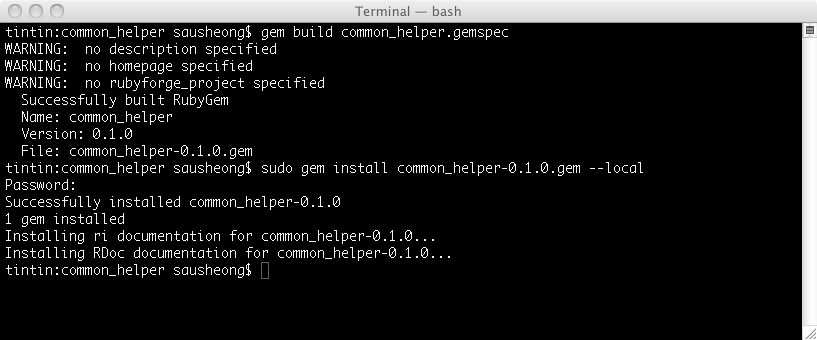 Terminal — bash
tintin:common_helper sausheong$ gem build common_helper.gemspec
WARNING:  no description specified
WARNING:  no homepage specified
WARNING:  no rubyforge_project specified
  Successfully built RubyGem
  Name: common_helper
  Version: 0.1.0
  File: common_helper-0.1.0.gem
tintin:common_helper sausheong$ sudo gem install common_helper-0.1.0.gem --local
Password:
Successfully installed common_helper-0.1.0
1 gem installed
Installing ri documentation for common_helper-0.1.0...
Installing RDoc documentation for common_helper-0.1.0...
tintin:common_helper sausheong$